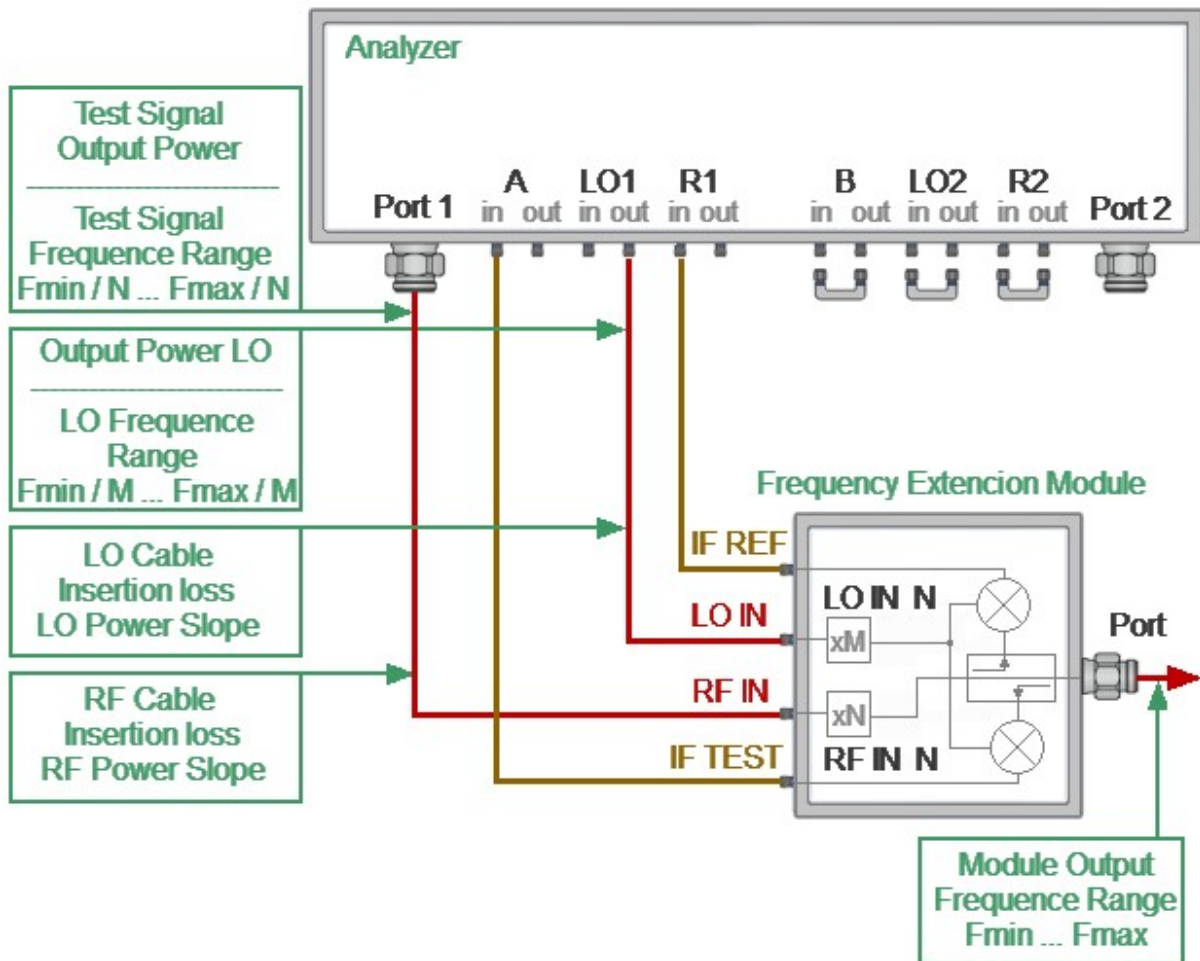 Analyzer
Test Signal
Output Power
Test Signal
Frequence Range
Fmin / N ... Fmax / N
Output Power LO
LO Frequence
Range
Fmin / M ... Fmax / M
LO Cable
Insertion loss
LO Power Slope
RF Cable
Insertion loss
RF Power Slope
Port 1
A
in out
LO1
in out
R1
in out
B
in out
LO2
in out
R2
in out
Port 2
Frequency Extencion Module
IF REF
LO IN
RF IN
IF TEST
LO IN N
xM
xN
RF IN N
Port
Module Output
Frequence Range
Fmin ... Fmax